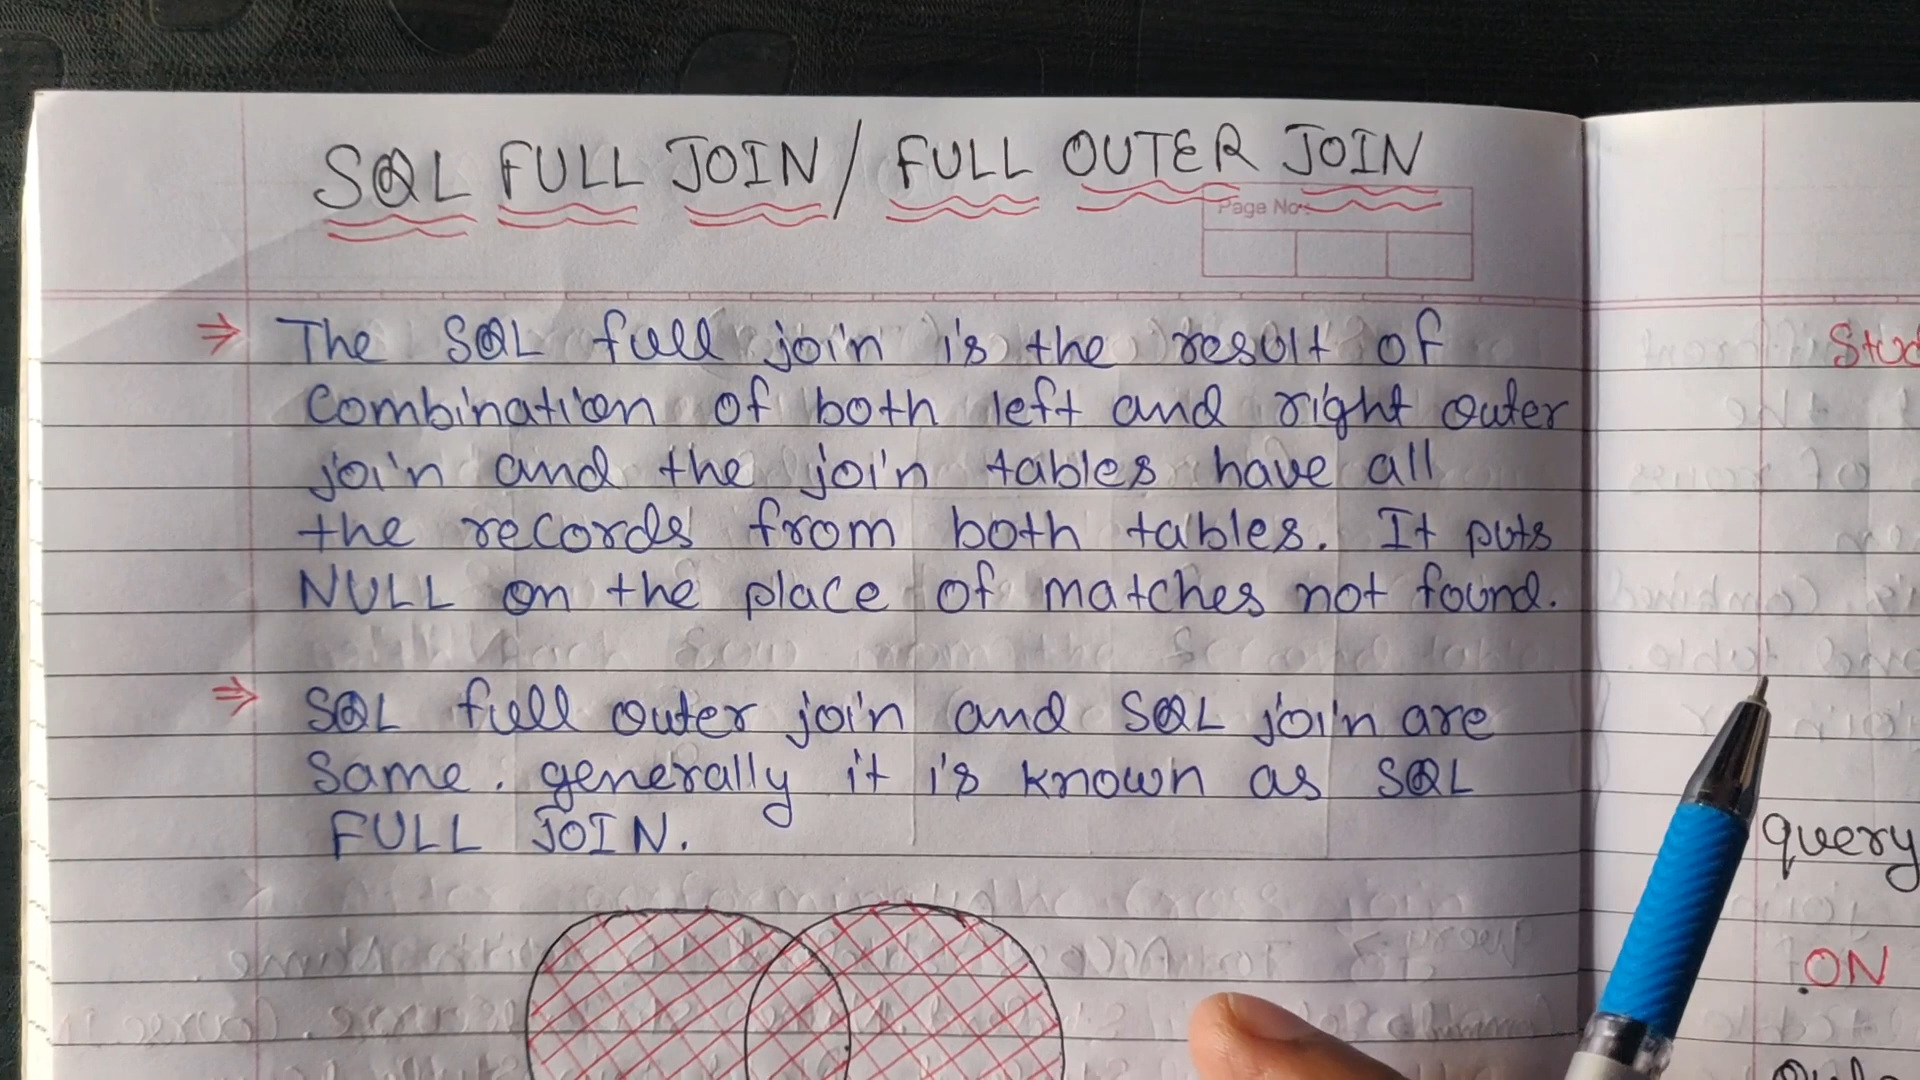 SQL FULL JOIN / FULL OUTER JOIN
Page No.
⇒ The SQL full join is the result of
Combination of both left and right outer
join and the join tables have all
the records from both tables. It puts
NULL on the place of matches not found.
⇒ SQL full outer join and SQL join are
Same. generally it is known as SQL
FULL JOIN.
query
ON